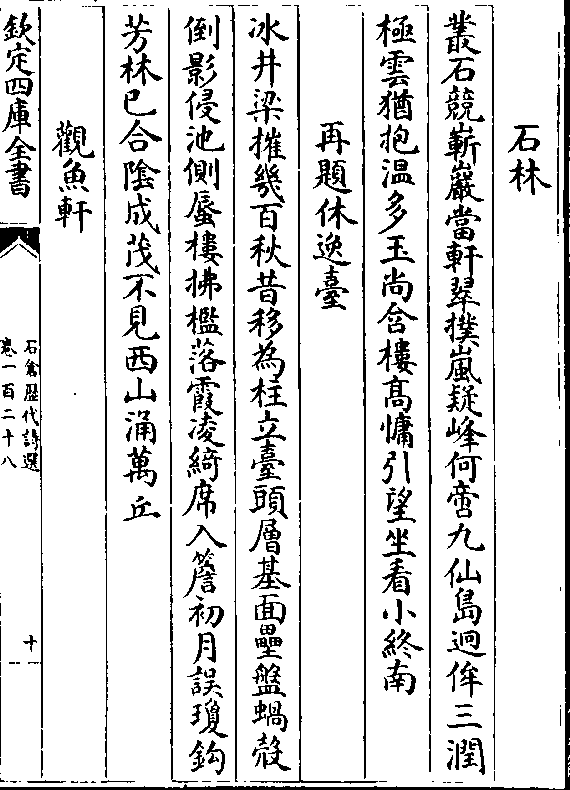 石林
叢石競嶄巖當軒翠撲嵐疑峰何啻九仙島迥侔三潤
極雲猶抱温多玉尚含樓髙慵引望坐看小終南
再題休逸臺
冰井梁摧幾百秋昔移為柱立臺頭層基面壘盤蝸殼
倒影侵池側蜃樓拂檻落霞凌綺席入簷初月誤瓊鈎
芳林已合陰成茂不見西山涌萬丘
觀魚軒
欽定四庫全書
石倉歷代詩選
卷一百二十八
十